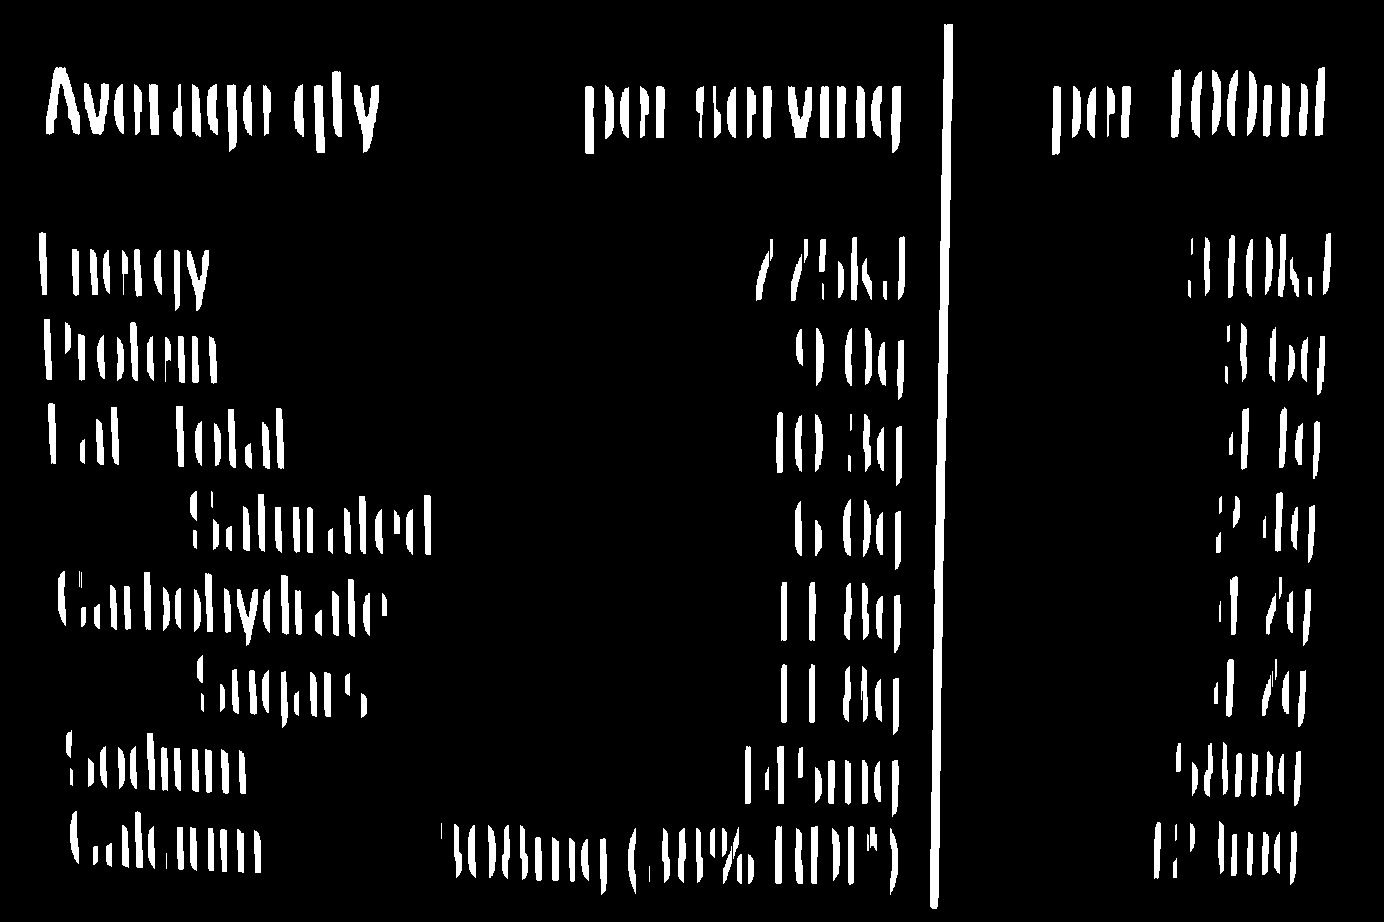 Average qty per serving per 100ml
Energy 775kJ 310kJ
Protein 9.0g 3.6g
Fat Total 10.3g 4.1g
Saturated 6.0g 2.4g
Carbohydrate 11.8g 4.7g
Sugars 11.8g 4.7g
Sodium 145mg 58mg
Calcium 308mg (38% RDI*)